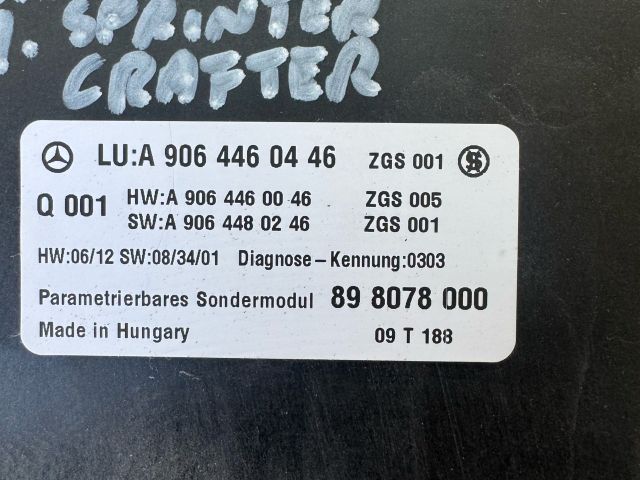 SPRINTER
CRAFTER
LU:A 906 446 04 46 ZGS 001
Q 001 HW:A 906 446 00 46 ZGS 005
SW:A 906 448 02 46 ZGS 001
HW:06/12 SW:08/34/01 Diagnose – Kennung:0303
Parametrierbares Sondermodul 89 8078 000
Made in Hungary 09 T 188